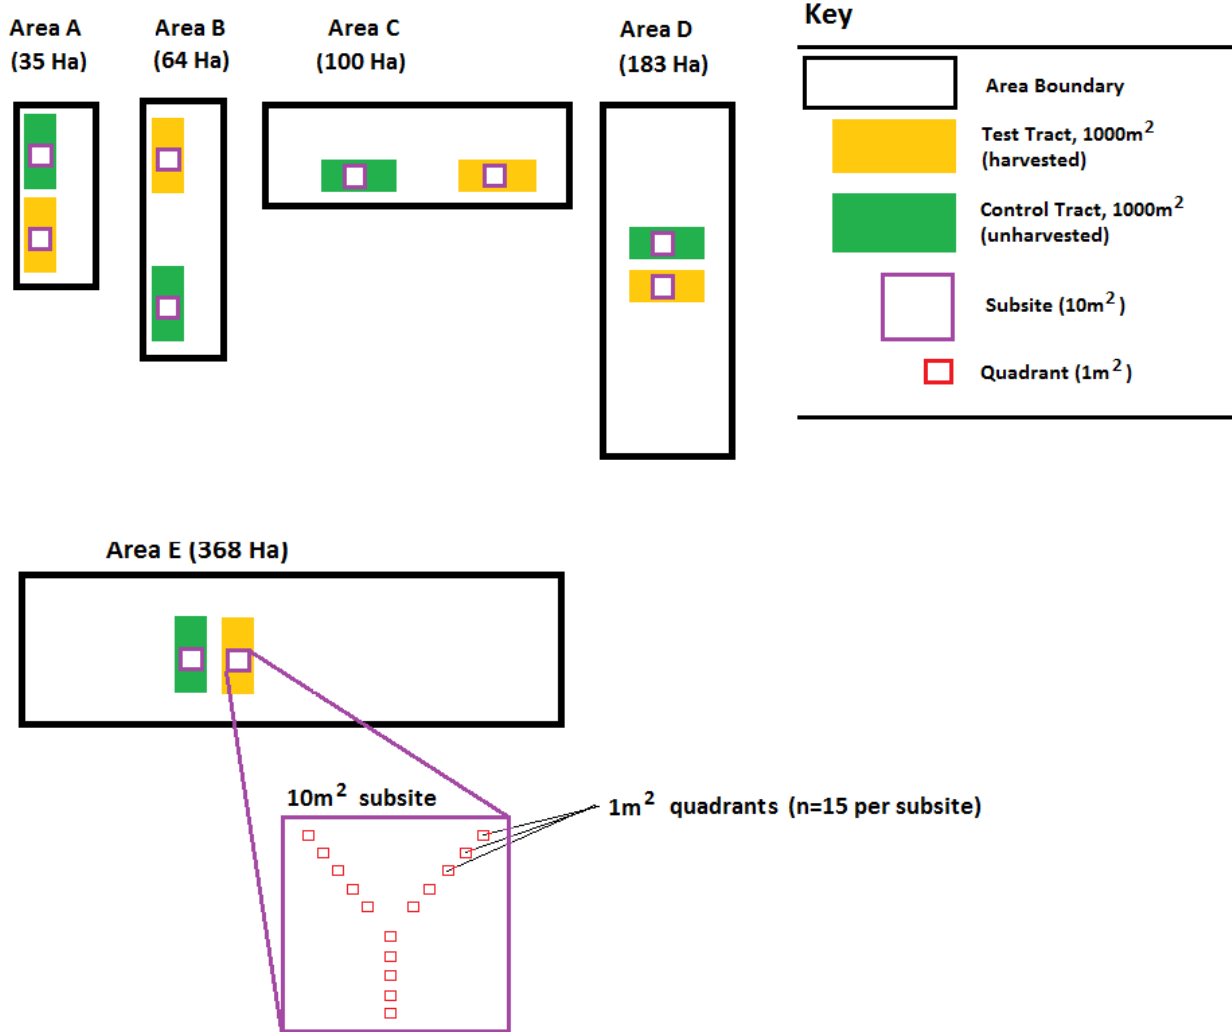 Area A
(35 Ha)
Area B
(64 Ha)
Area C
(100 Ha)
Area D
(183 Ha)
Key
Area Boundary
Test Tract, 1000m²
(harvested)
Control Tract, 1000m²
(unharvested)
Subsite (10m²)
Quadrant (1m²)
Area E (368 Ha)
10m² subsite
1m² quadrants (n=15 per subsite)